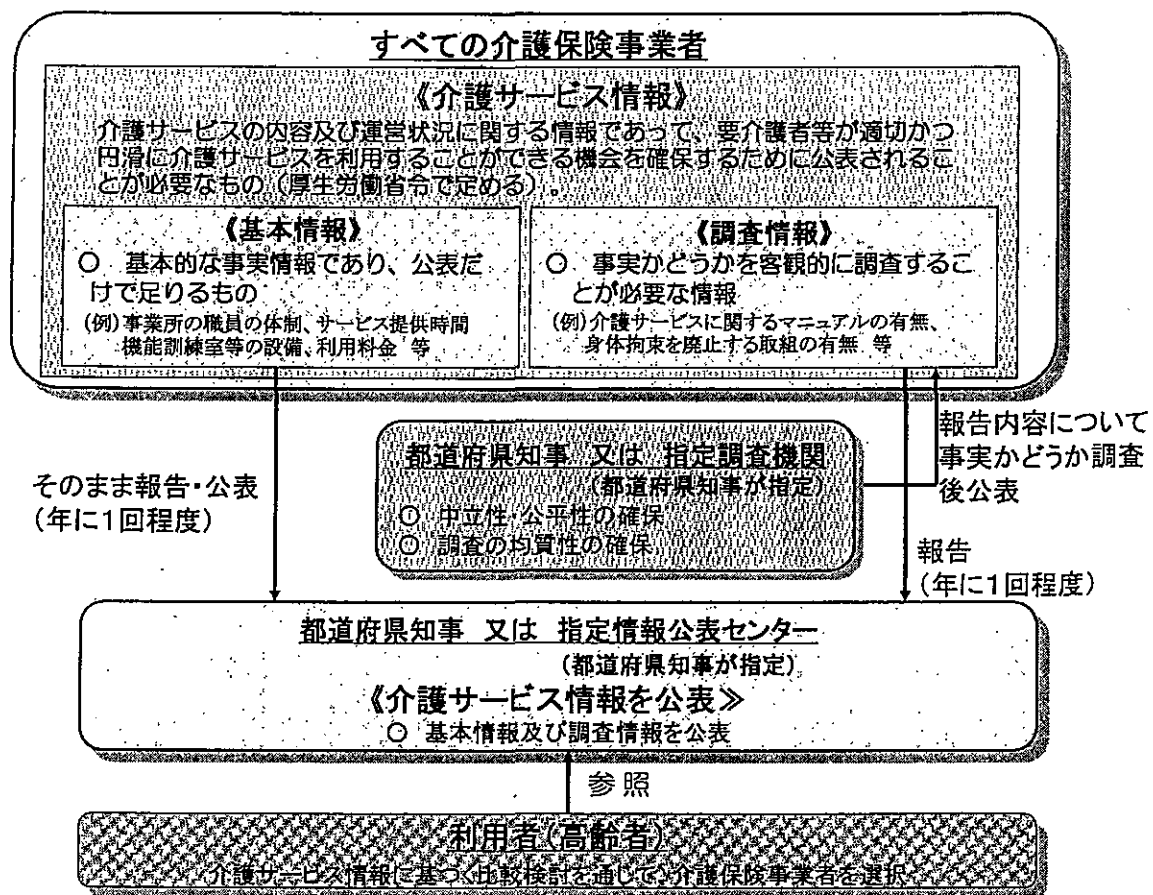 すべての介護保険事業者
《介護サービス情報》
介護サービスの内容及び運営状況に関する情報であって、要介護者等が適切かつ
円滑に介護サービスを利用することができる機会を確保するために公表されるこ
とが必要なもの（厚生労働省令で定める）。
《基本情報》
○　基本的な事実情報であり、公表だ
けで足りるもの
(例)事業所の職員の体制、サービス提供時間
機能訓練室等の設備、利用料金　等
《調査情報》
○　事実かどうかを客観的に調査するこ
とが必要な情報
(例)介護サービスに関するマニュアルの有無、
身体拘束を廃止する取組の有無　等
そのまま報告・公表
（年に１回程度）
都道府県知事　又は　指定調査機関
(都道府県知事が指定)
○　中立性・公平性の確保
○　調査の均質性の確保
報告内容について
事実かどうか調査
後公表
報告
（年に１回程度）
都道府県知事　又は　指定情報公表センター
(都道府県知事が指定)
《介護サービス情報を公表≫
○　基本情報及び調査情報を公表
参照
利用者(高齢者)
介護サービス情報に基づく比較検討を通じて、介護保険事業者を選択